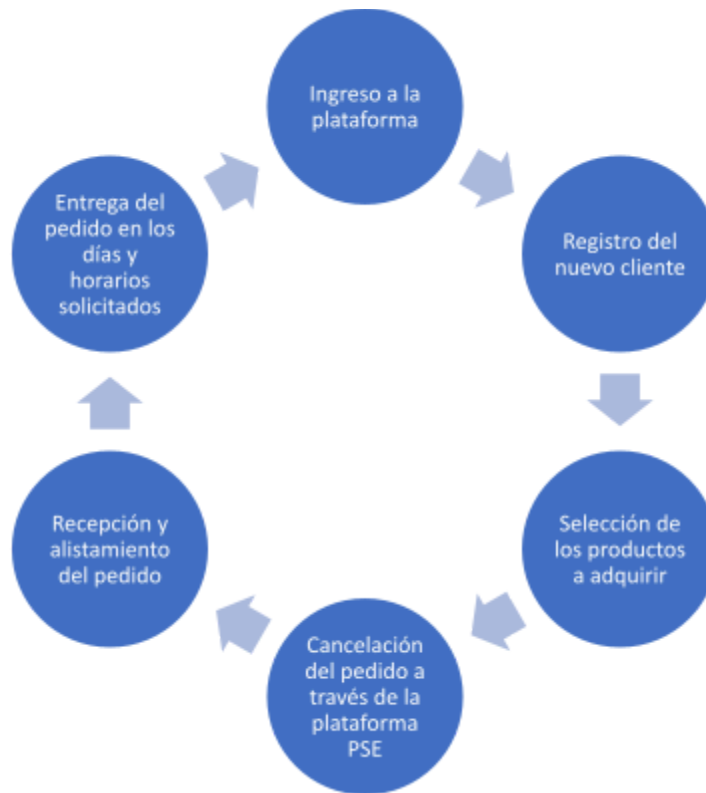 Ingreso a la
plataforma
Registro del
nuevo cliente
Selección de
los productos
a adquirir
Cancelación
del pedido a
través de la
plataforma
PSE
Recepción y
alistamiento
del pedido
Entrega del
pedido en los
días y
horarios
solicitados